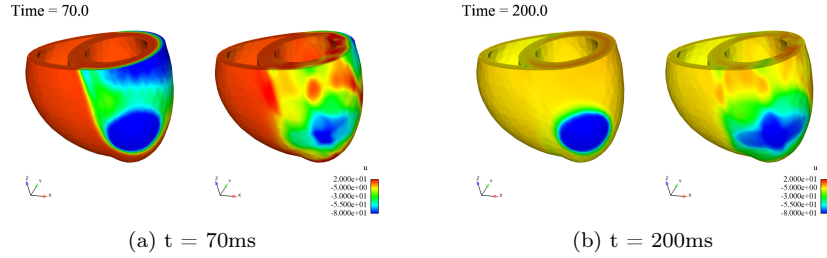 Time = 70.0
Time = 200.0
Z Y X
Z Y X
Z Y X
Z Y X
u
2.000e+01
-5.000e+00
-3.000e+01
-5.500e+01
-8.000e+01
u
2.000e+01
-5.000e+00
-3.000e+01
-5.500e+01
-8.000e+01
(a) t = 70ms
(b) t = 200ms